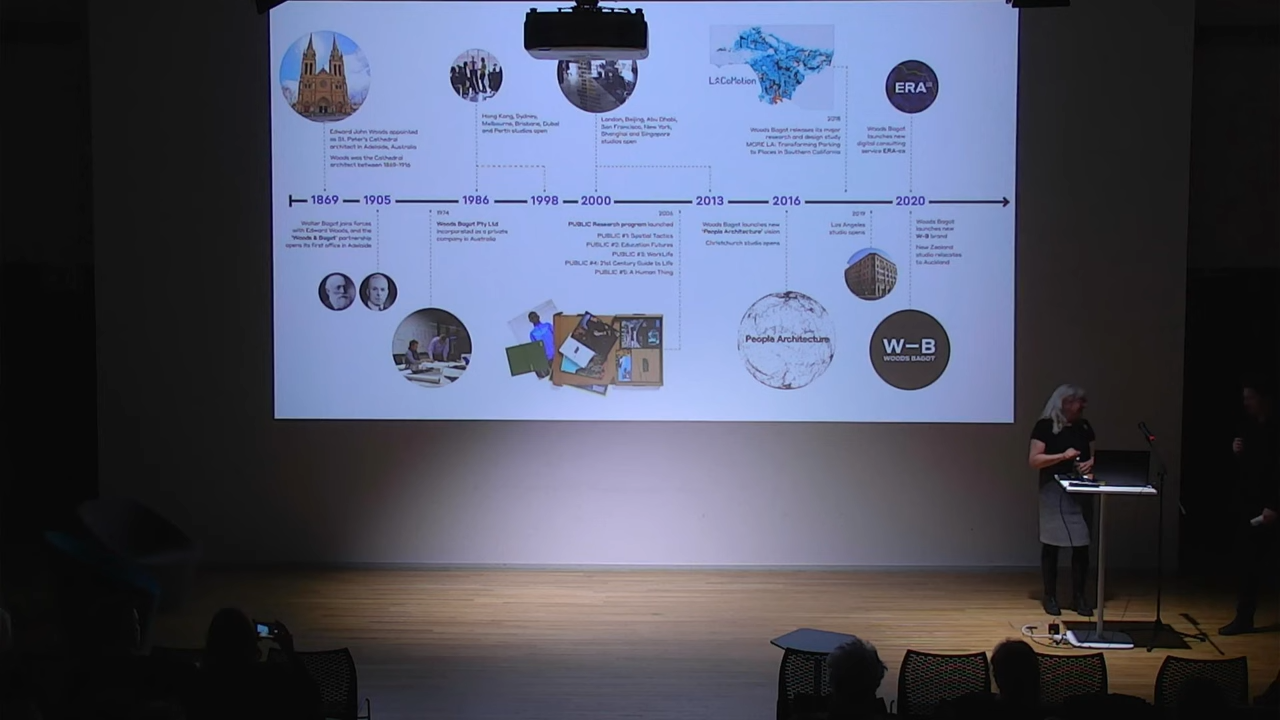 Edward John Woods appointed
as St. Peter's Cathedral
architect in Adelaide, Australia
Woods was the Cathedral
architect between 1869-1916
Hong Kong, Sydney,
Melbourne, Brisbane, Dubai
and Perth studios open
London, Beijing, Abu Dhabi,
San Francisco, New York,
Shanghai and Singapore
studios open
LACoMotion
2018
Woods Bagot releases its major
research and design study
MORE LA: Transforming Parking
to Places in Southern California
ERA
Woods Bagot
launches new
digital consulting
service ERA-co
1869
1905
1986
1998
2000
2013
2016
2020
Walter Bagot joins forces
with Edward Woods, and the
'Woods & Bagot' partnership
opens its first office in Adelaide
1974
Woods Bagot Pty Ltd
incorporated as a private
company in Australia
PUBLIC Research program launched
PUBLIC #1: Spatial Tactics
PUBLIC #2: Education Futures
PUBLIC #3: WorkLife
PUBLIC #4: 21st Century Guide to Life
PUBLIC #5: A Human Thing
Woods Bagot launches new
'People Architecture' vision
Christchurch studio opens
2019
Los Angeles
studio opens
Woods Bagot
launches new
W-B brand
New Zealand
studio relocates
to Auckland
People Architecture
W—B
WOODS BAGOT